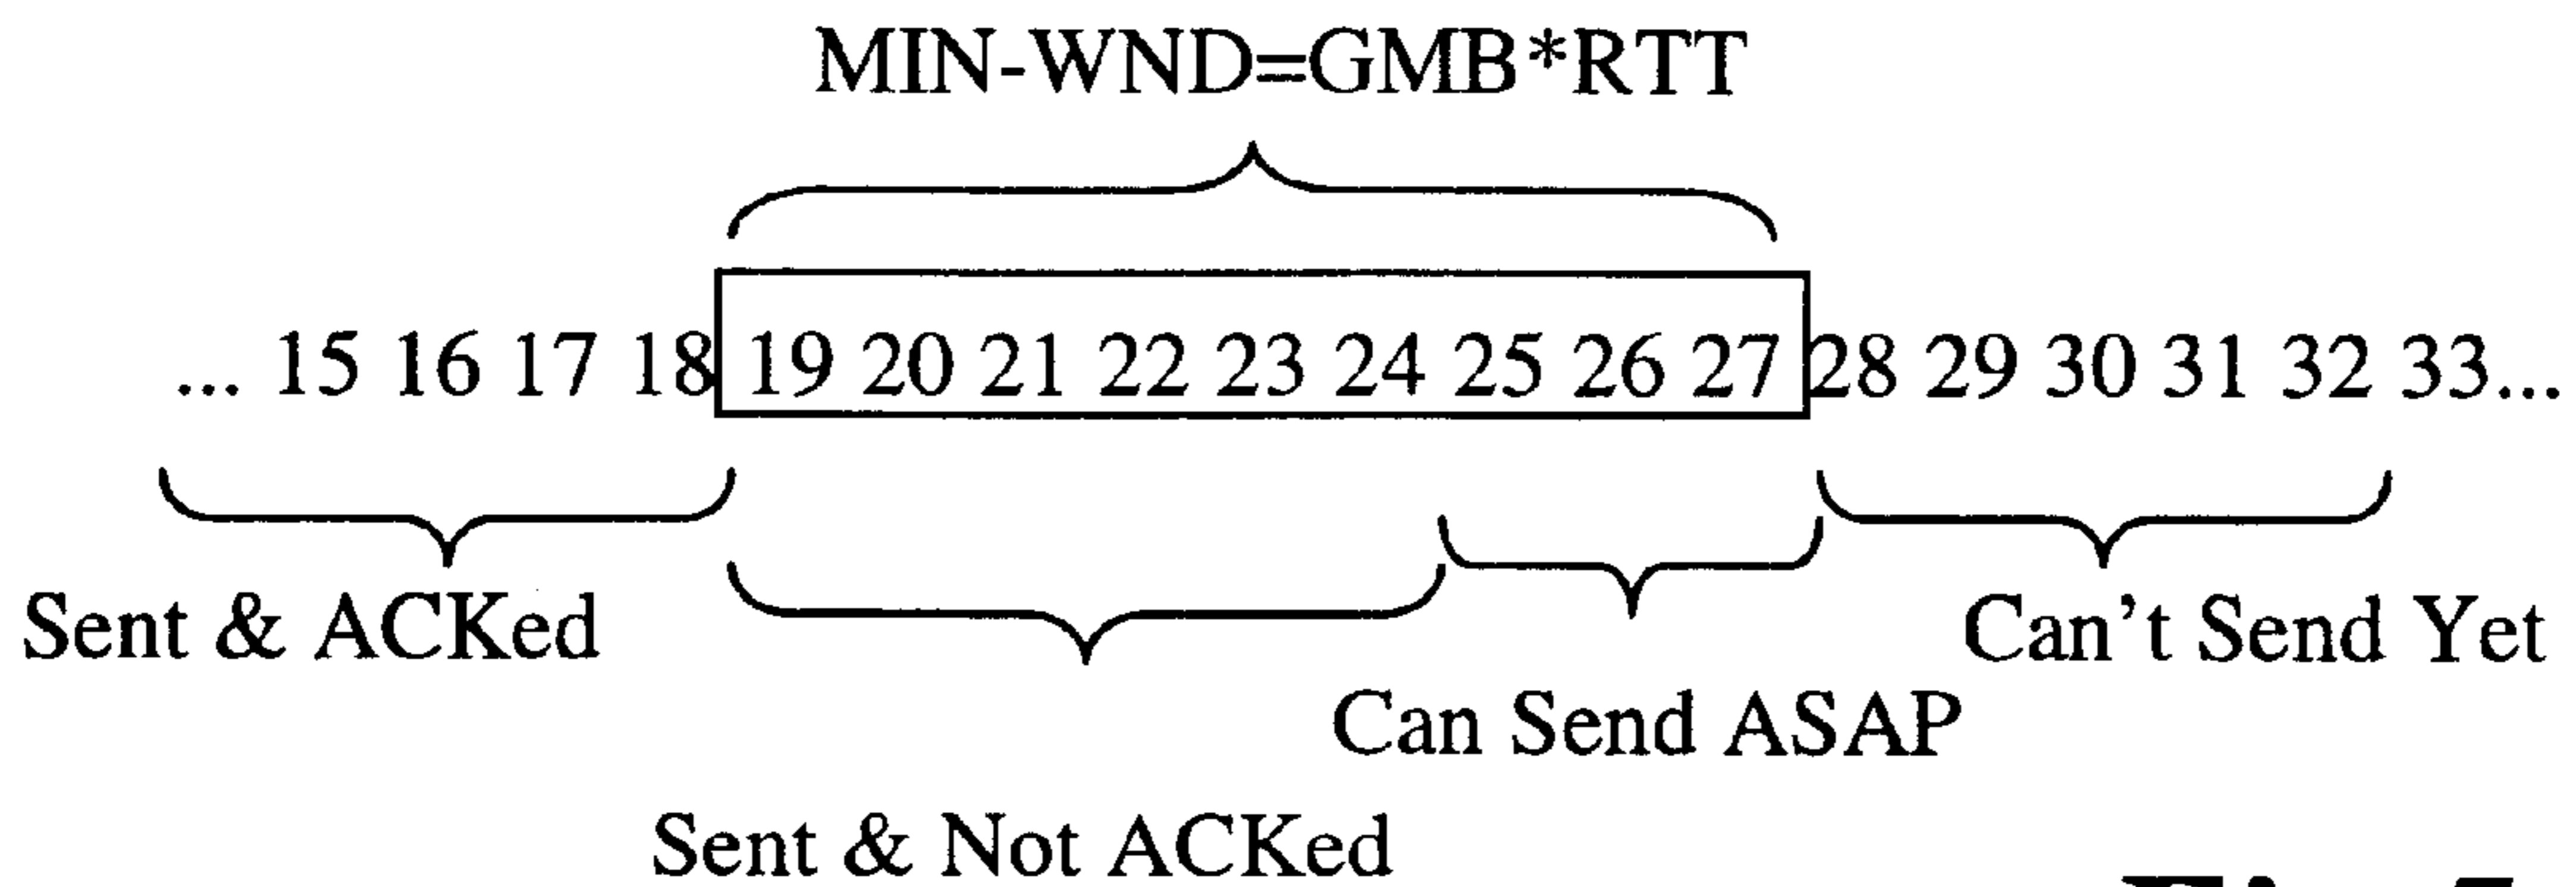 MIN-WND=GMB*RTT
... 15 16 17 18 19 20 21 22 23 24 25 26 27 28 29 30 31 32 33...
Sent & ACKed
Can't Send Yet
Can Send ASAP
Sent & Not ACKed